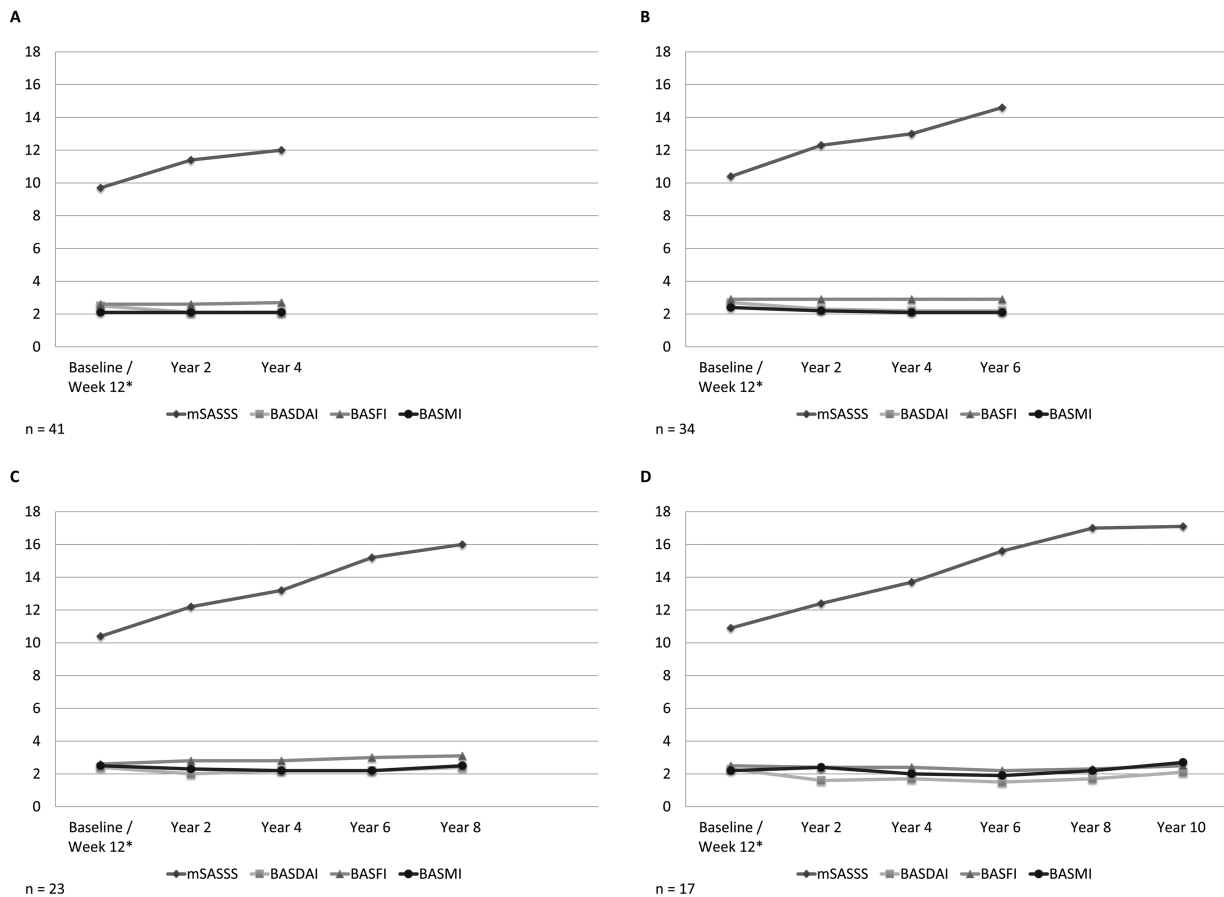 A
18
16
14
12
10
8
6
4
2
0
Baseline / Year 2 Year 4
Week 12*
mSASSS BASDAI BASFI BASMI
n = 41
B
18
16
14
12
10
8
6
4
2
0
Baseline / Year 2 Year 4 Year 6
Week 12*
mSASSS BASDAI BASFI BASMI
n = 34
C
18
16
14
12
10
8
6
4
2
0
Baseline / Year 2 Year 4 Year 6 Year 8
Week 12*
mSASSS BASDAI BASFI BASMI
n = 23
D
18
16
14
12
10
8
6
4
2
0
Baseline / Year 2 Year 4 Year 6 Year 8 Year 10
Week 12*
mSASSS BASDAI BASFI BASMI
n = 17